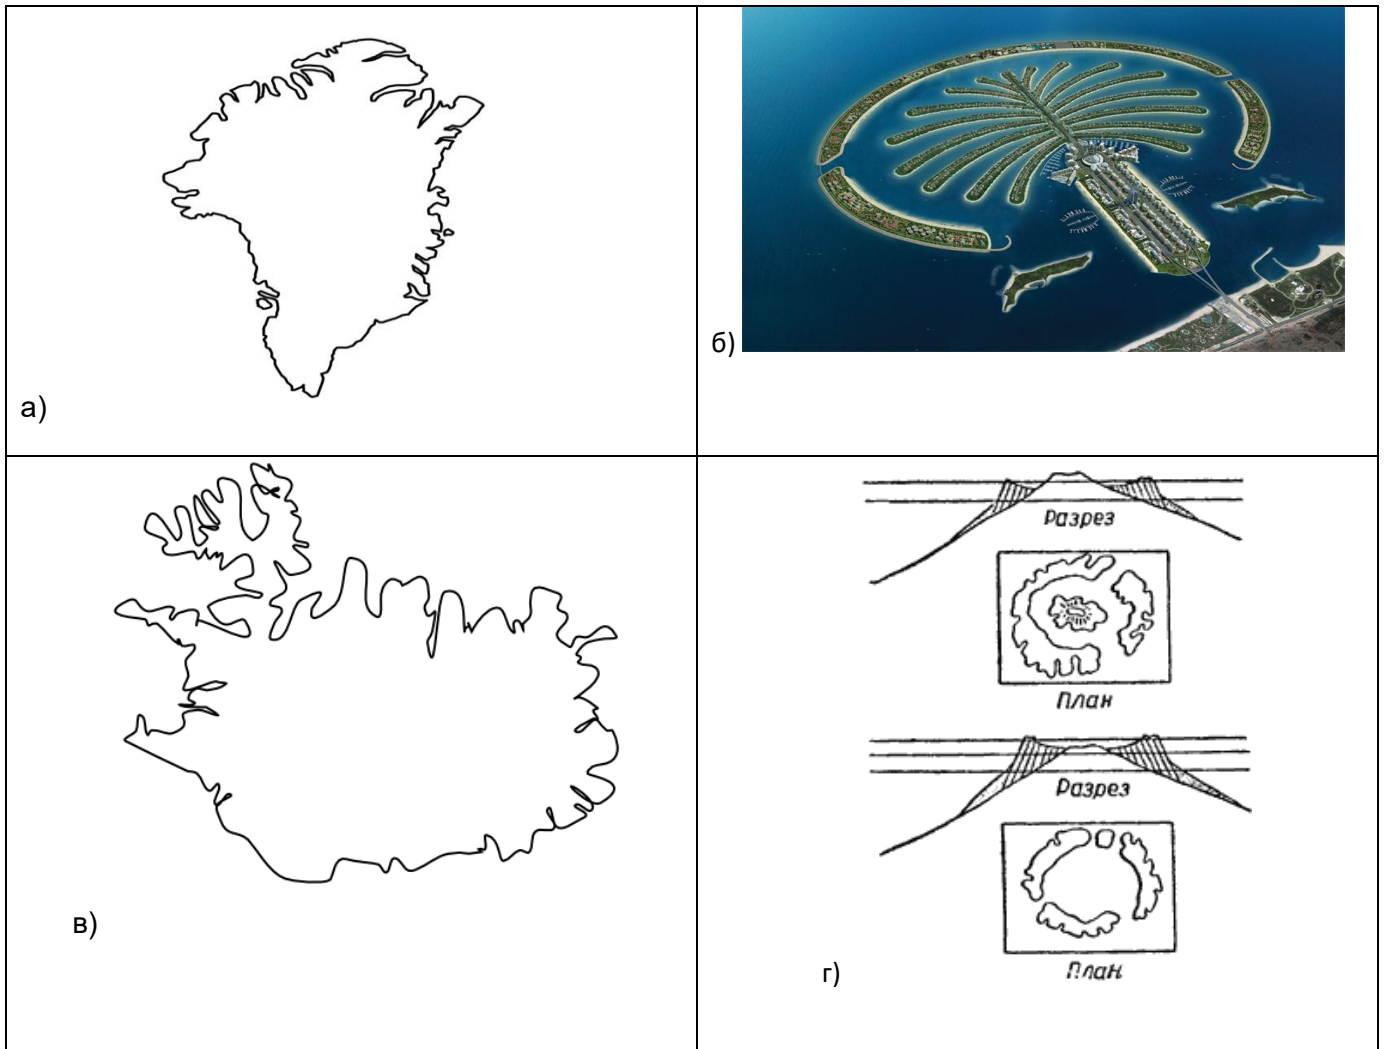 а)
б)
в)
Разрез
План
Разрез
План
г)